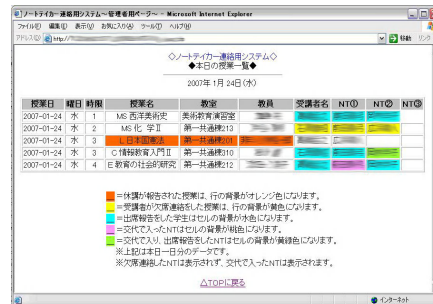 ノートテイカー連絡用システム～管理者用ページ～ - Microsoft Internet Explorer
ファイル(F) 編集(E) 表示(V) お気に入り(A) ツール(T) ヘルプ(H)
アドレス(D) http:// 移動 リンク
◇ノートテイカー連絡用システム◇
◆本日の授業一覧◆
2007年 1月 24日(水)
授業日 曜日 時限 授業名 教室 教員 受講者名 NT① NT② NT③
2007-01-24 水 1 MS 西洋美術史 美術教育演習室
2007-01-24 水 2 MS 化 学Ⅱ 第一共通棟213
2007-01-24 水 3 L 日本国憲法 第一共通棟201
2007-01-24 水 3 C 情報教育入門Ⅱ 第一共通棟310
2007-01-24 水 4 E 教育の社会的研究 第一共通棟212
=休講が報告された授業は、行の背景がオレンジ色になります。
=受講者が欠席連絡をした授業は、行の背景が黄色になります。
=出席報告をした学生はセルの背景が水色になります。
=交代で入ったNTはセルの背景が桃色になります。
=交代で入り、出席報告をしたNTはセルの背景が黄緑色になります。
※上記は本日一日分のデータです。
※欠席連絡したNTは表示されず、交代で入ったNTは表示されます。
△TOPに戻る
インターネット